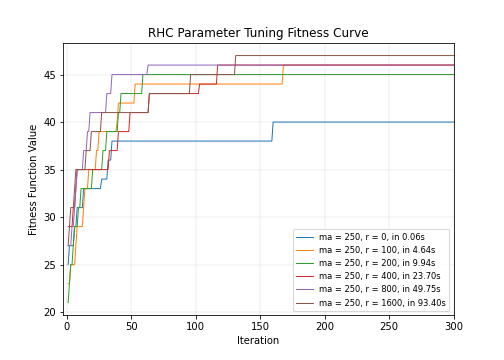 RHC Parameter Tuning Fitness Curve
Fitness Function Value
45
40
35
30
25
20
ma = 250, r = 0, in 0.06s
ma = 250, r = 100, in 4.64s
ma = 250, r = 200, in 9.94s
ma = 250, r = 400, in 23.70s
ma = 250, r = 800, in 49.75s
ma = 250, r = 1600, in 93.40s
0 50 100 150 200 250 300
Iteration